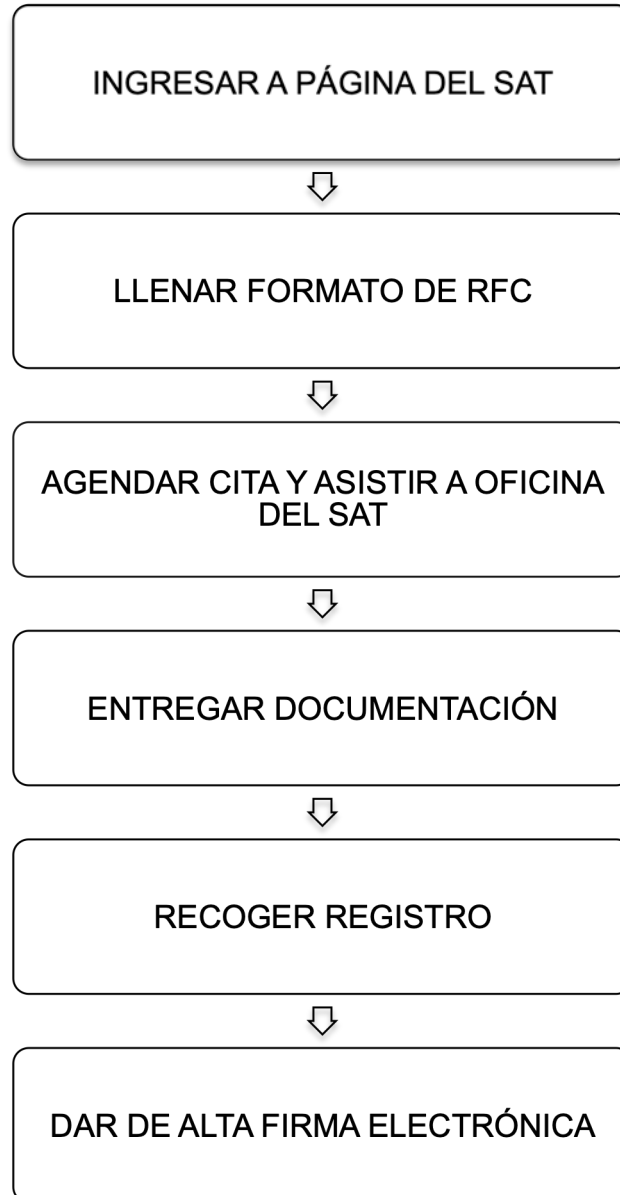 INGRESAR A PÁGINA DEL SAT
LLENAR FORMATO DE RFC
AGENDAR CITA Y ASISTIR A OFICINA
DEL SAT
ENTREGAR DOCUMENTACIÓN
RECOGER REGISTRO
DAR DE ALTA FIRMA ELECTRÓNICA